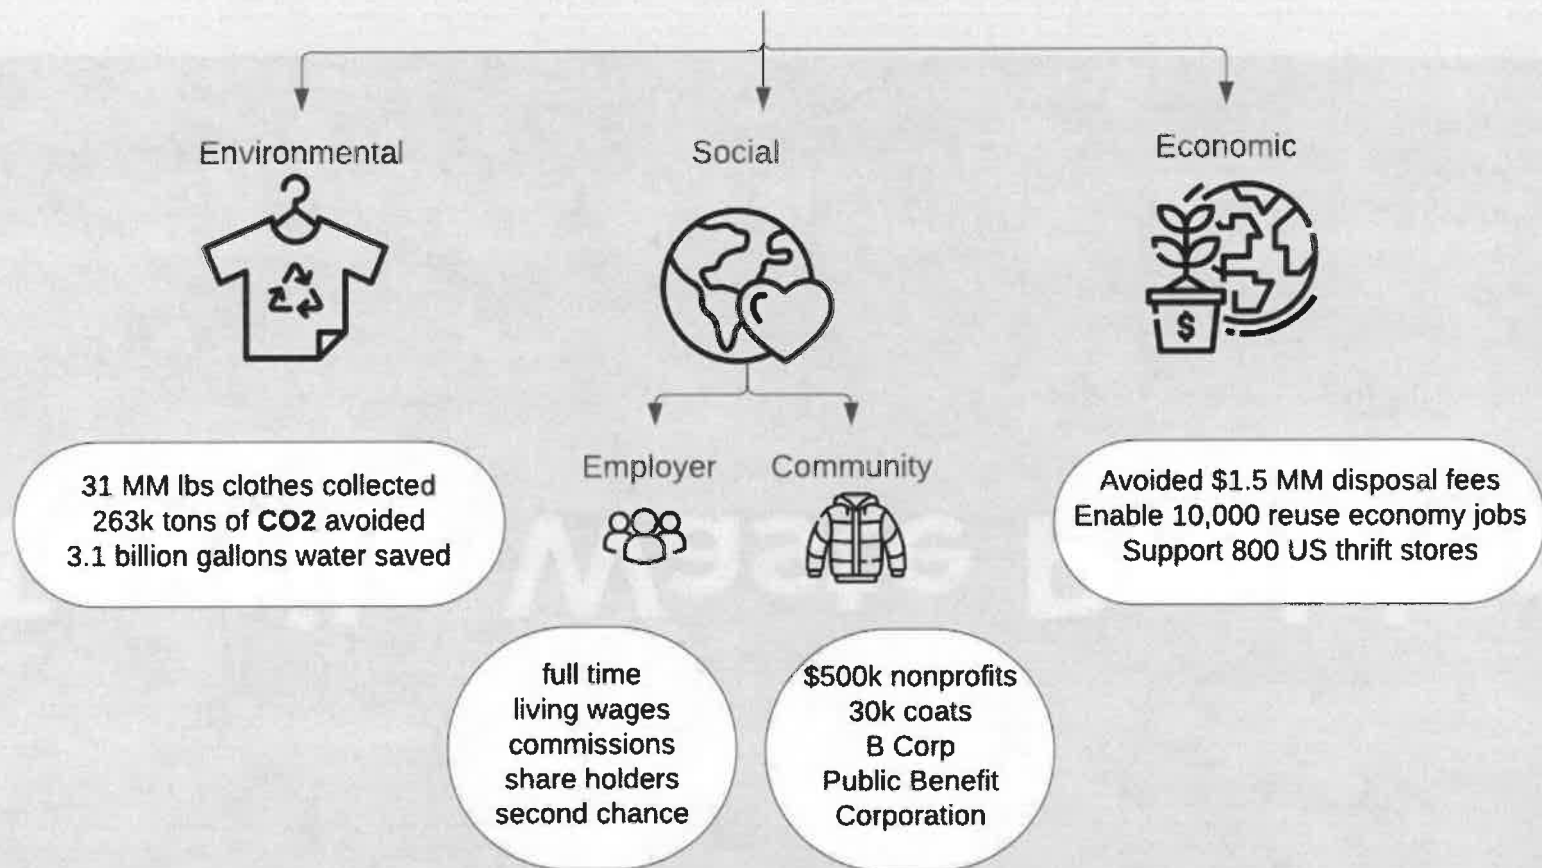 Environmental
Social
Economic
$
31 MM lbs clothes collected
263k tons of CO2 avoided
3.1 billion gallons water saved
Employer
Community
Avoided $1.5 MM disposal fees
Enable 10,000 reuse economy jobs
Support 800 US thrift stores
full time
living wages
commissions
share holders
second chance
$500k nonprofits
30k coats
B Corp
Public Benefit
Corporation